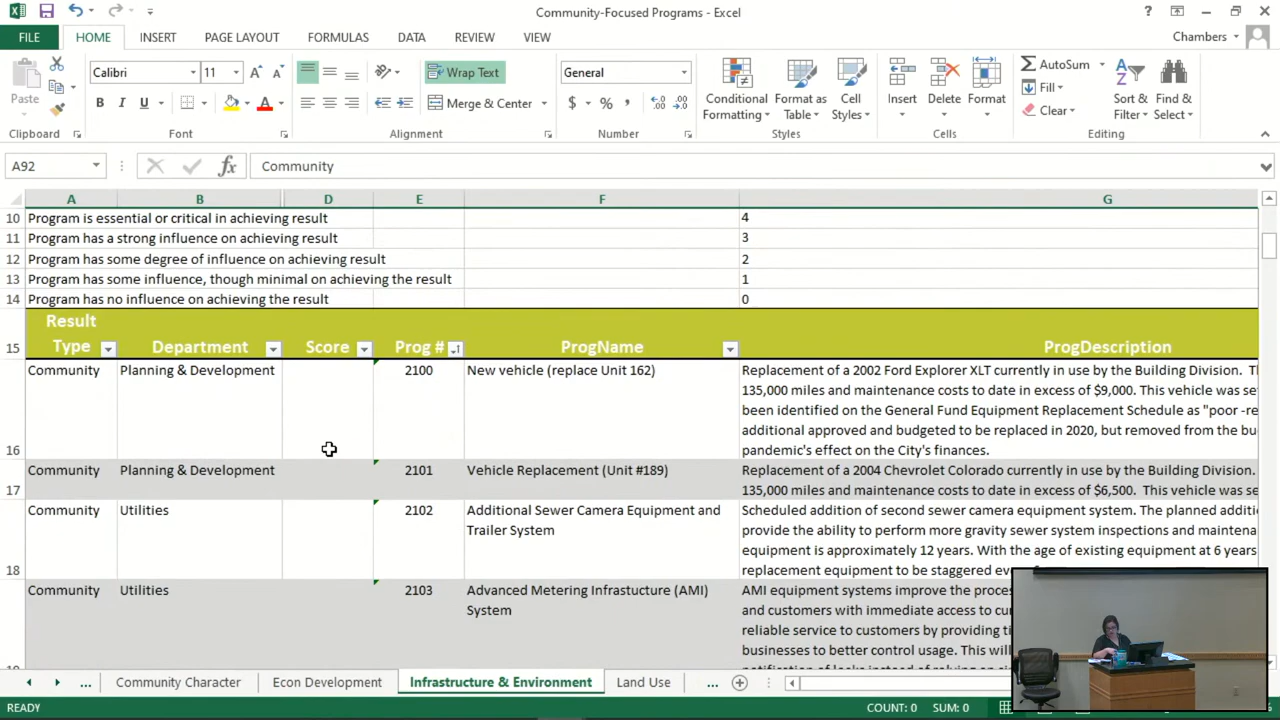 Community-Focused Programs - Excel
FILE HOME INSERT PAGE LAYOUT FORMULAS DATA REVIEW VIEW
Chambers
Paste
Calibri 11
B I U
Wrap Text
Merge & Center
General
$ % ,
Conditional Formatting
Format as Table
Cell Styles
Insert
Delete
Format
AutoSum
Fill
Clear
Sort & Filter
Find & Select
Clipboard Font Alignment Number Styles Cells Editing
A92 fx Community
A B D E F G
10 Program is essential or critical in achieving result 4
11 Program has a strong influence on achieving result 3
12 Program has some degree of influence on achieving result 2
13 Program has some influence, though minimal on achieving the result 1
14 Program has no influence on achieving the result 0
Result
15 Type Department Score Prog # ProgName ProgDescription
Community Planning & Development 2100 New vehicle (replace Unit 162) Replacement of a 2002 Ford Explorer XLT currently in use by the Building Division.
135,000 miles and maintenance costs to date in excess of $9,000. This vehicle was
been identified on the General Fund Equipment Replacement Schedule as "poor -re
additional approved and budgeted to be replaced in 2020, but removed from the
16 pandemic's effect on the City's finances.
Community Planning & Development 2101 Vehicle Replacement (Unit #189) Replacement of a 2004 Chevrolet Colorado currently in use by the Building Division.
17 135,000 miles and maintenance costs to date in excess of $6,500. This vehicle was
Community Utilities 2102 Additional Sewer Camera Equipment and Scheduled addition of second sewer camera equipment system. The planned
Trailer System provide the ability to perform more gravity sewer system inspections and
equipment is approximately 12 years. With the age of existing equipment at 6 years
18 replacement equipment to be staggered
Community Utilities 2103 Advanced Metering Infrastucture (AMI) AMI equipment systems improve the
System and customers with immediate access to
reliable service to customers by providing
businesses to better control usage. This will
... Community Character Econ Development Infrastructure & Environment Land Use ...
READY COUNT: 0 SUM: 0